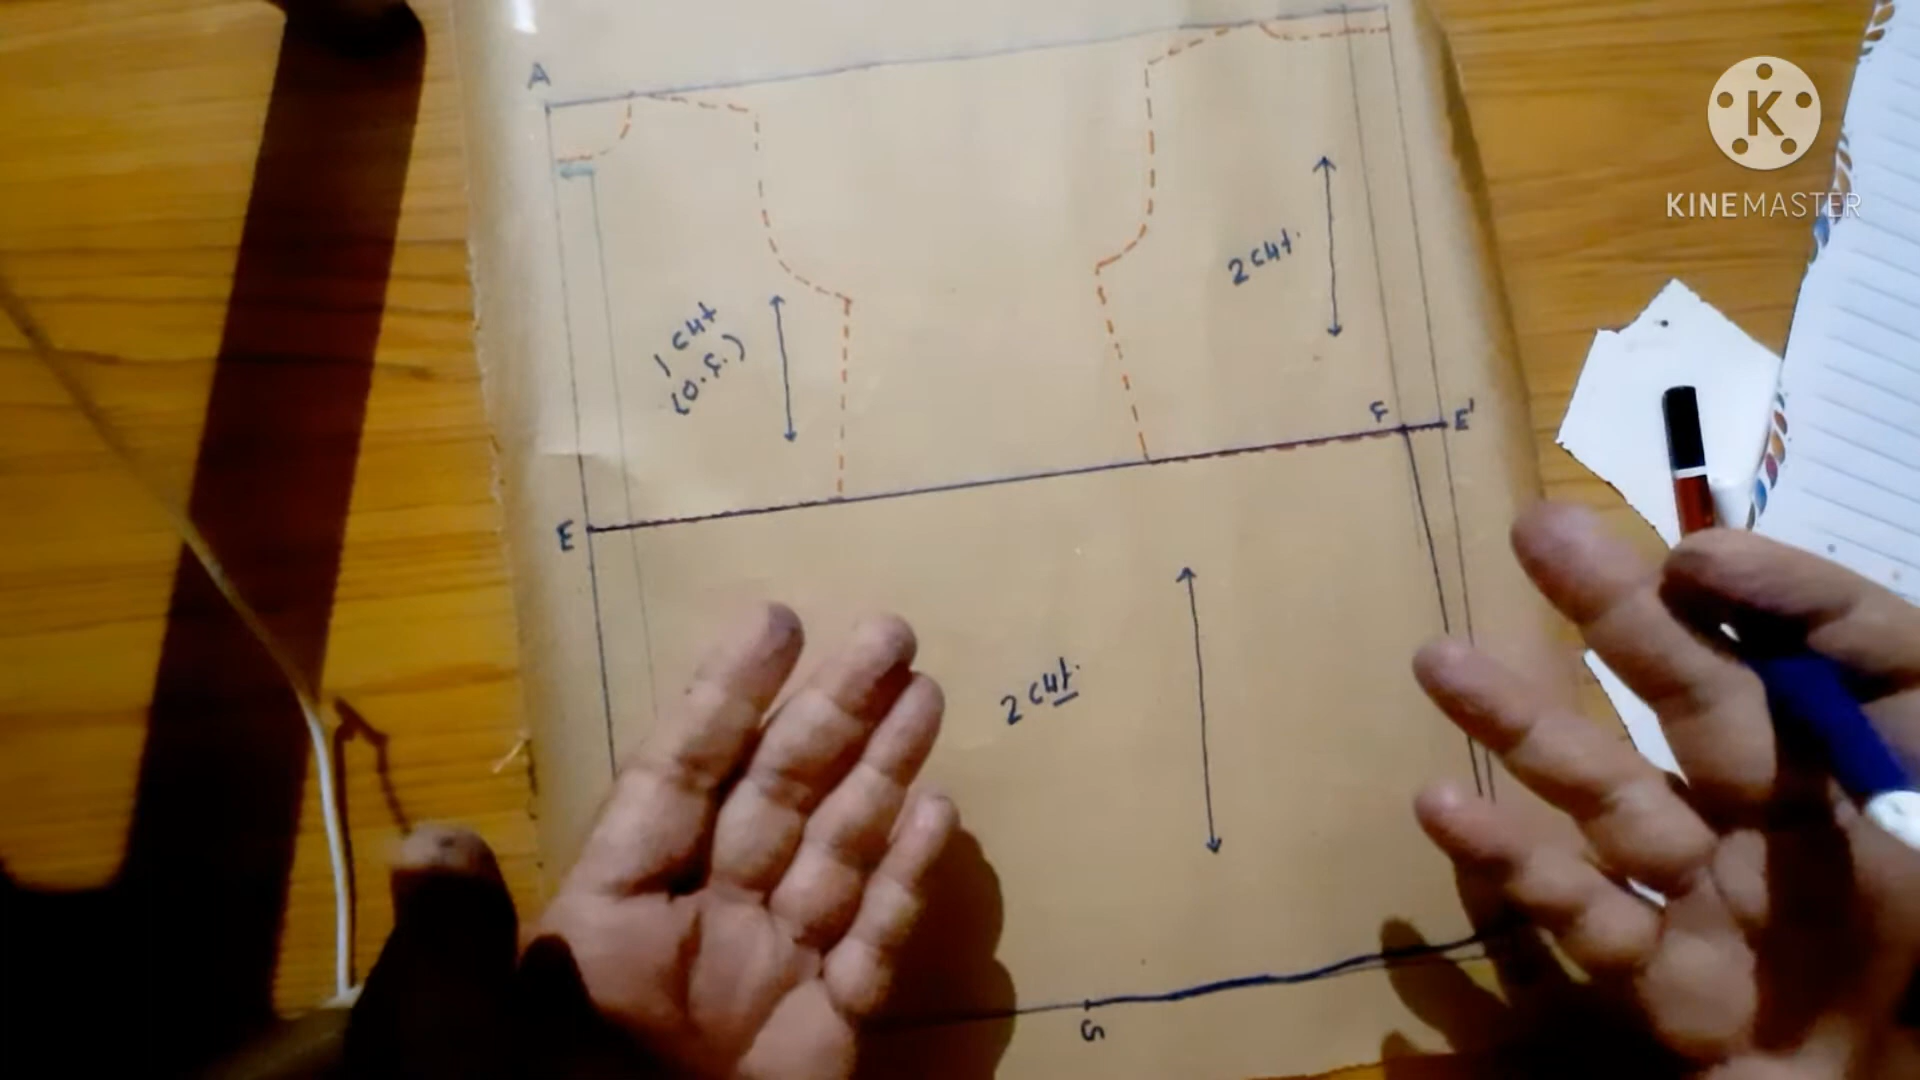 A
K
KINEMASTER
1 cut
(O.F.)
2 cut.
F E'
E
2 cut.
G